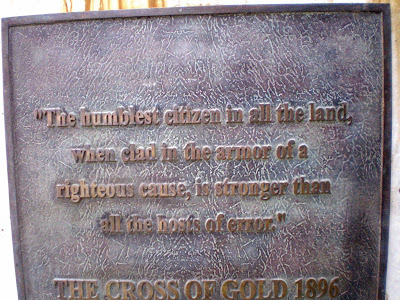 "The humblest citizen in all the land,
when clad in the armor of a
righteous cause, is stronger than
all the hosts of error."
THE CROSS OF GOLD 1896